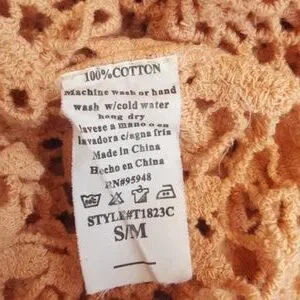 100%COTTON
Machine wash or hand
wash w/cold water
hang dry
lavese a mano o en
lavadora c/agna fria
Made in China
Hecho en China
RN#95948
STYLE#T1823C
S/M